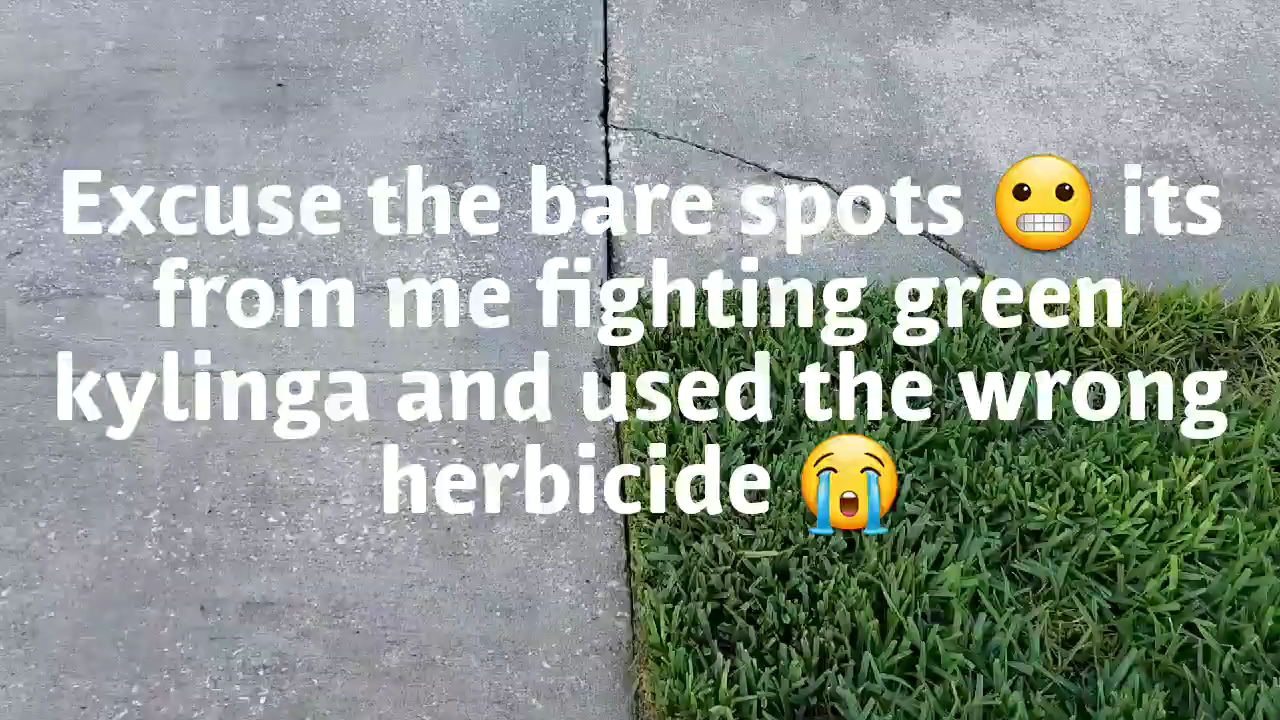 Excuse the bare spots 😬 its
from me fighting green
kylinga and used the wrong
herbicide 😭